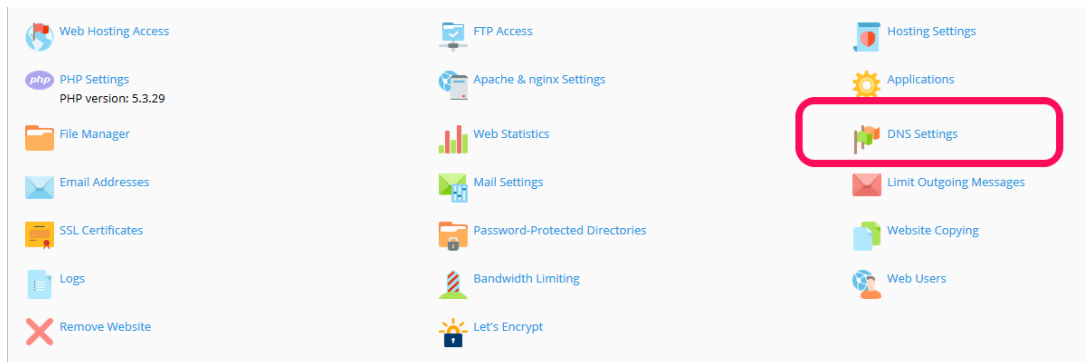 Web Hosting Access
FTP Access
Hosting Settings
php
PHP Settings
PHP version: 5.3.29
Apache & nginx Settings
Applications
File Manager
Web Statistics
DNS Settings
Email Addresses
Mail Settings
Limit Outgoing Messages
SSL Certificates
Password-Protected Directories
Website Copying
Logs
Bandwidth Limiting
Web Users
Remove Website
Let's Encrypt